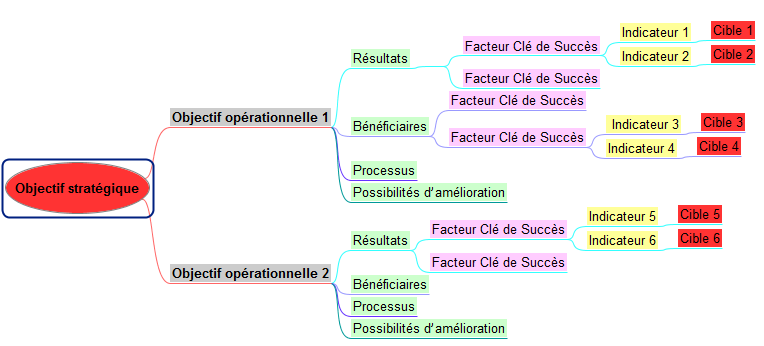 Objectif stratégique
Objectif opérationnelle 1
Résultats
Facteur Clé de Succès
Indicateur 1
Cible 1
Indicateur 2
Cible 2
Facteur Clé de Succès
Bénéficiaires
Facteur Clé de Succès
Facteur Clé de Succès
Indicateur 3
Cible 3
Indicateur 4
Cible 4
Processus
Possibilités d'amélioration
Objectif opérationnelle 2
Résultats
Facteur Clé de Succès
Indicateur 5
Cible 5
Indicateur 6
Cible 6
Facteur Clé de Succès
Bénéficiaires
Processus
Possibilités d'amélioration